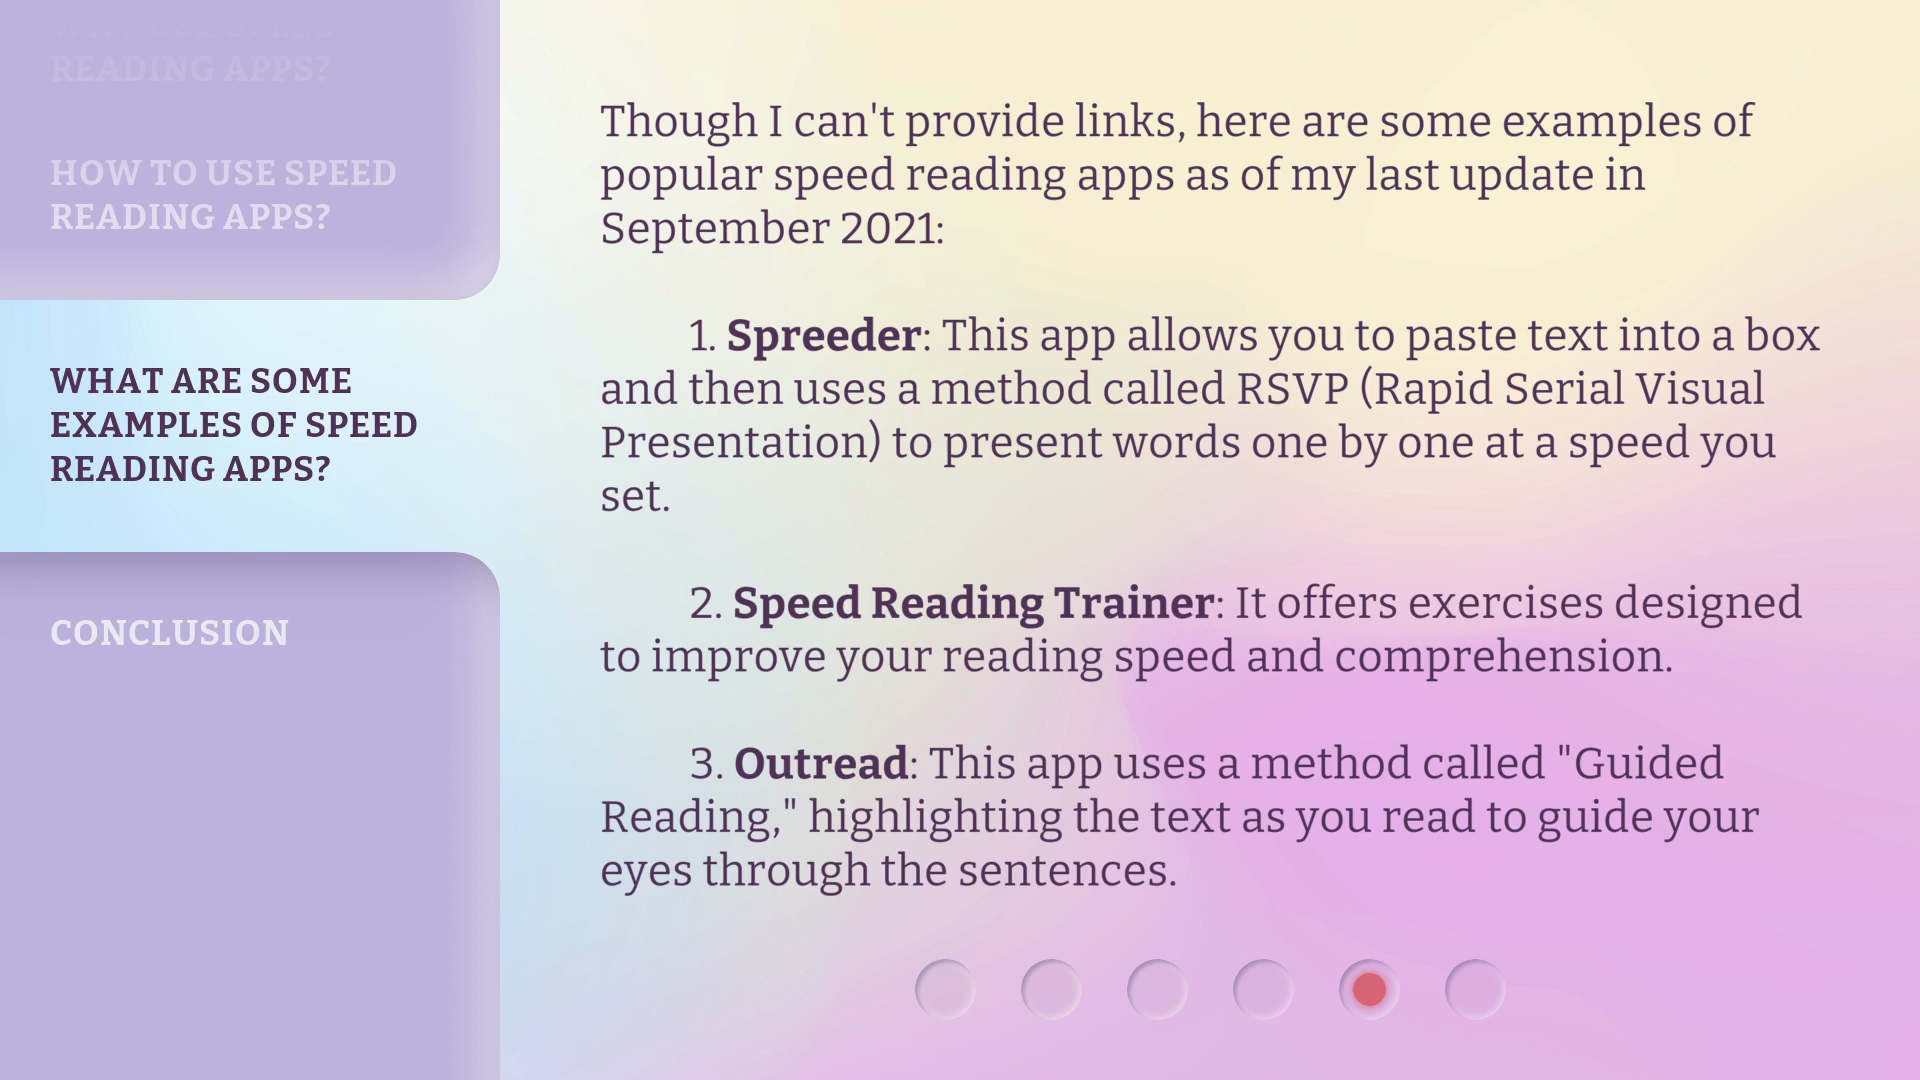 WHY USE SPEED
READING APPS?
HOW TO USE SPEED
READING APPS?
WHAT ARE SOME
EXAMPLES OF SPEED
READING APPS?
CONCLUSION
Though I can't provide links, here are some examples of
popular speed reading apps as of my last update in
September 2021:
1. Spreeder: This app allows you to paste text into a box
and then uses a method called RSVP (Rapid Serial Visual
Presentation) to present words one by one at a speed you
set.
2. Speed Reading Trainer: It offers exercises designed
to improve your reading speed and comprehension.
3. Outread: This app uses a method called "Guided
Reading," highlighting the text as you read to guide your
eyes through the sentences.